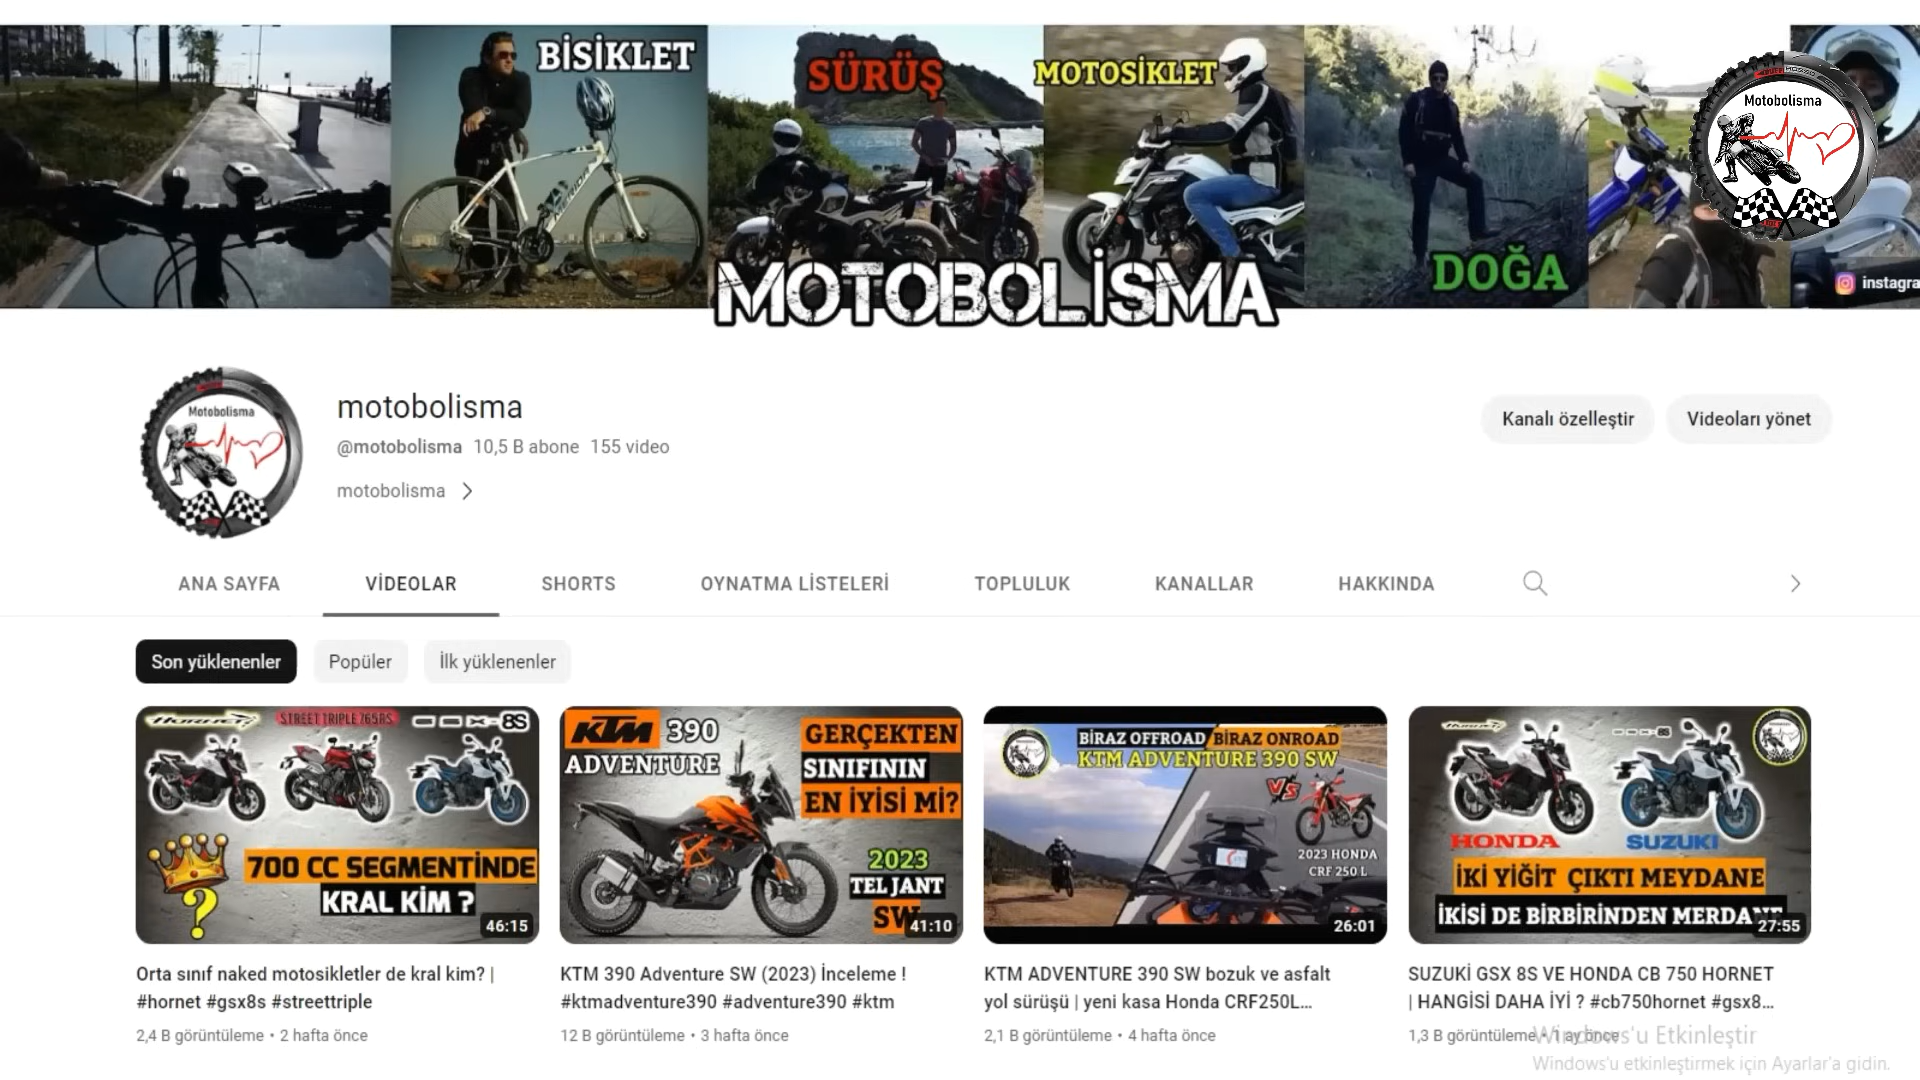 BİSİKLET
SÜRÜŞ
MOTOSİKLET
Motobolisma
DOĞA
MOTOBOLİSMA
instagra
Motobolisma
motobolisma
@motobolisma 10,5 B abone 155 video
motobolisma
Kanalı özelleştir
Videoları yönet
ANA SAYFA
VİDEOLAR
SHORTS
OYNATMA LİSTELERİ
TOPLULUK
KANALLAR
HAKKINDA
Son yüklenenler
Popüler
İlk yüklenenler
HORNET
STREET TRIPLE 765RS
GSX-8S
700 CC SEGMENTİNDE
KRAL KİM ?
46:15
KTM 390
ADVENTURE
GERÇEKTEN
SINIFININ
EN İYİSİ Mİ?
2023
TEL JANT
SW
41:10
BİRAZ OFFROAD BİRAZ ONROAD
KTM ADVENTURE 390 SW
VS
2023 HONDA
CRF 250 L
26:01
HONDA
SUZUKI
İKİ YİĞİT ÇIKTI MEYDANE
İKİSİ DE BİRBİRİNDEN MERDANE
27:55
Orta sınıf naked motosikletler de kral kim? |
#hornet #gsx8s #streettriple
2,4 B görüntüleme • 2 hafta önce
KTM 390 Adventure SW (2023) İnceleme !
#ktmadventure390 #adventure390 #ktm
12 B görüntüleme • 3 hafta önce
KTM ADVENTURE 390 SW bozuk ve asfalt
yol sürüşü | yeni kasa Honda CRF250L...
2,1 B görüntüleme • 4 hafta önce
SUZUKİ GSX 8S VE HONDA CB 750 HORNET
| HANGİSİ DAHA İYİ ? #cb750hornet #gsx8...
1,3 B görüntüleme • 1 ay önce
Windows'u Etkinleştir
Windows'u etkinleştirmek için Ayarlar'a gidin.